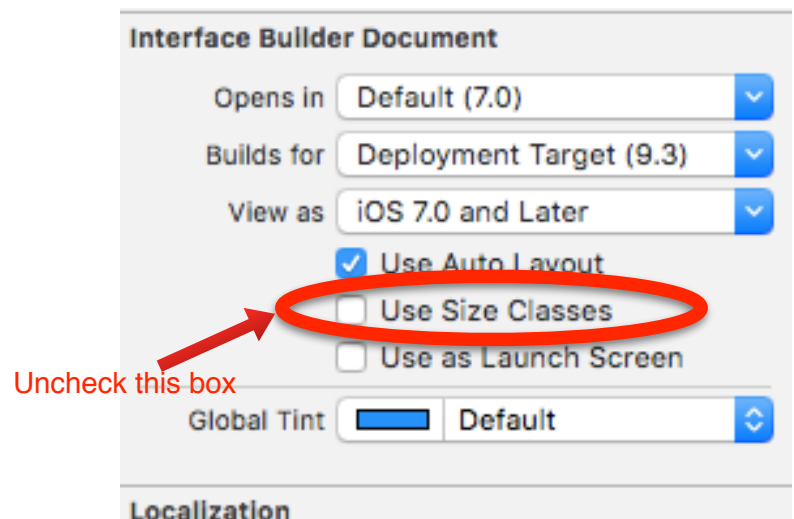 Interface Builder Document
Opens in Default (7.0)
Builds for Deployment Target (9.3)
View as iOS 7.0 and Later
Use Auto Layout
Use Size Classes
Use as Launch Screen
Uncheck this box
Global Tint Default
Localization